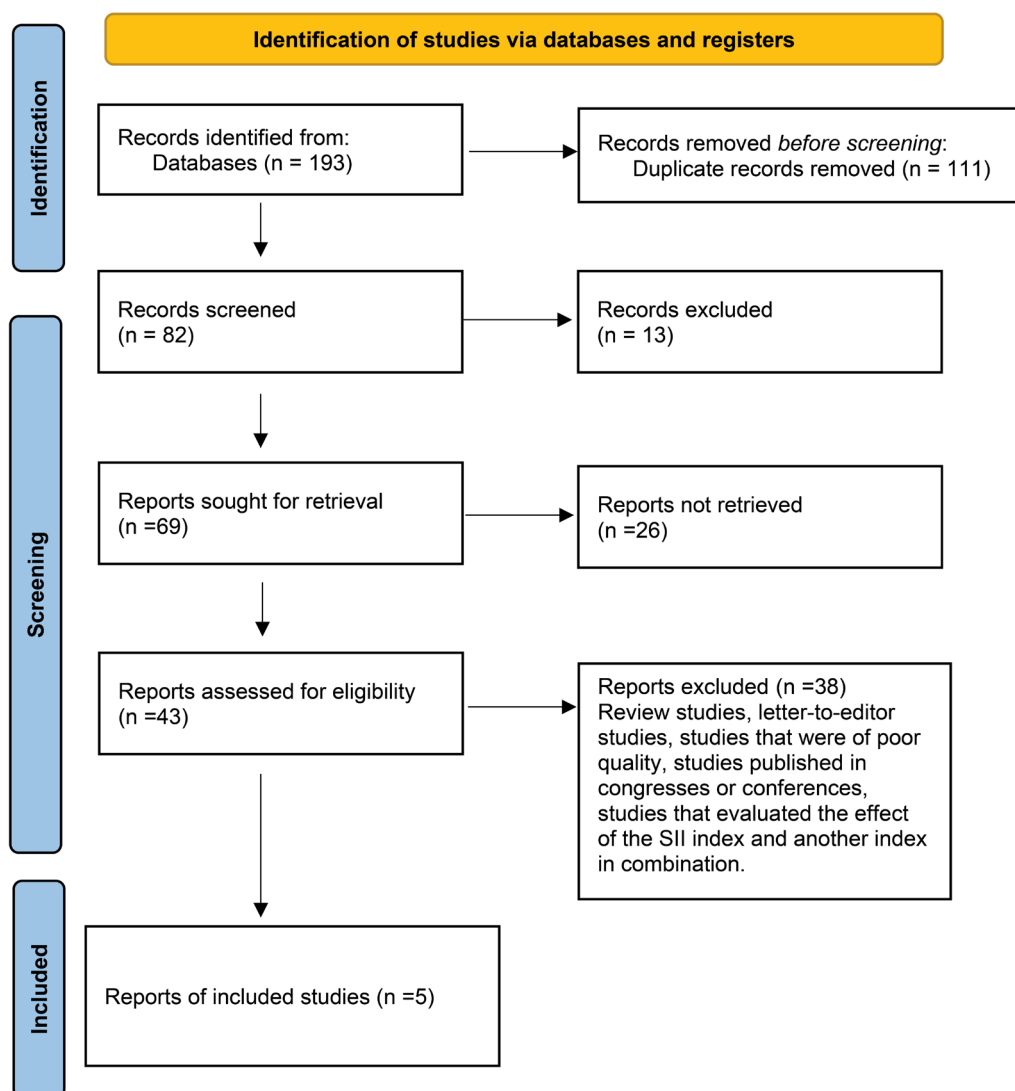 Identification of studies via databases and registers
Identification
Records identified from:
Databases (n = 193)
Records removed before screening:
Duplicate records removed (n = 111)
Screening
Records screened
(n = 82)
Records excluded
(n = 13)
Reports sought for retrieval
(n =69)
Reports not retrieved
(n =26)
Reports assessed for eligibility
(n =43)
Reports excluded (n =38)
Review studies, letter-to-editor
studies, studies that were of poor
quality, studies published in
congresses or conferences,
studies that evaluated the effect
of the SII index and another index
in combination.
Included
Reports of included studies (n =5)